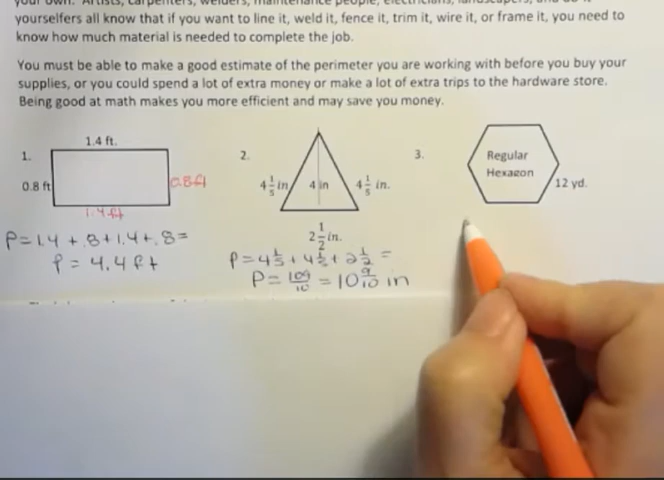 yourselfers all know that if you want to line it, weld it, fence it, trim it, wire it, or frame it, you need to
know how much material is needed to complete the job.
You must be able to make a good estimate of the perimeter you are working with before you buy your
supplies, or you could spend a lot of extra money or make a lot of extra trips to the hardware store.
Being good at math makes you more efficient and may save you money.
1.
1.4 ft.
0.8 ft
0.8 ft
1.4 ft
P=1.4 + .8+1.4+.8=
P = 4.4 ft
2.
4 1/5 in
4 in
4 1/5 in.
2 1/2 in.
P=4 1/5 + 4 1/5 + 2 1/2 =
P= 109/10 = 10 9/10 in
3.
Regular
Hexagon
12 yd.